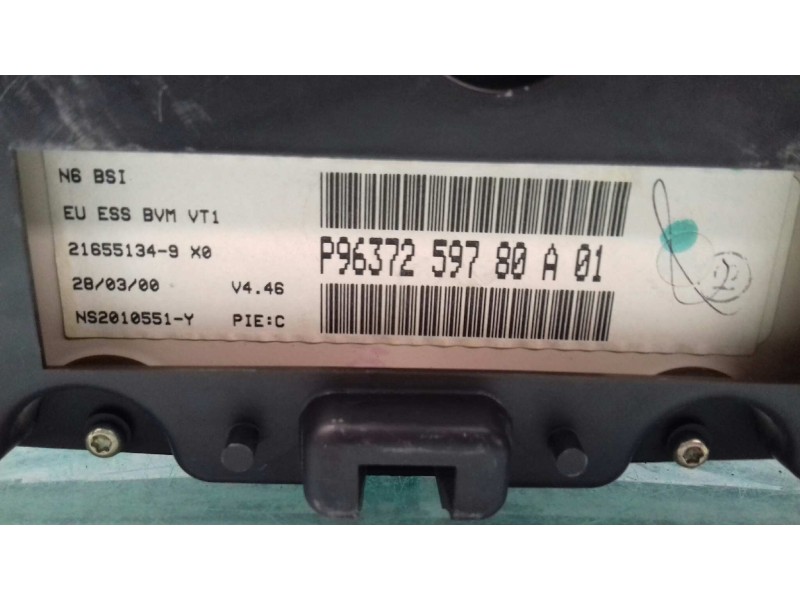 N6 BSI
EU ESS BVM VT1
21655134-9 X0
28/03/00 V4.46
NS2010551-Y PIE:C
P96372 597 80 A 01